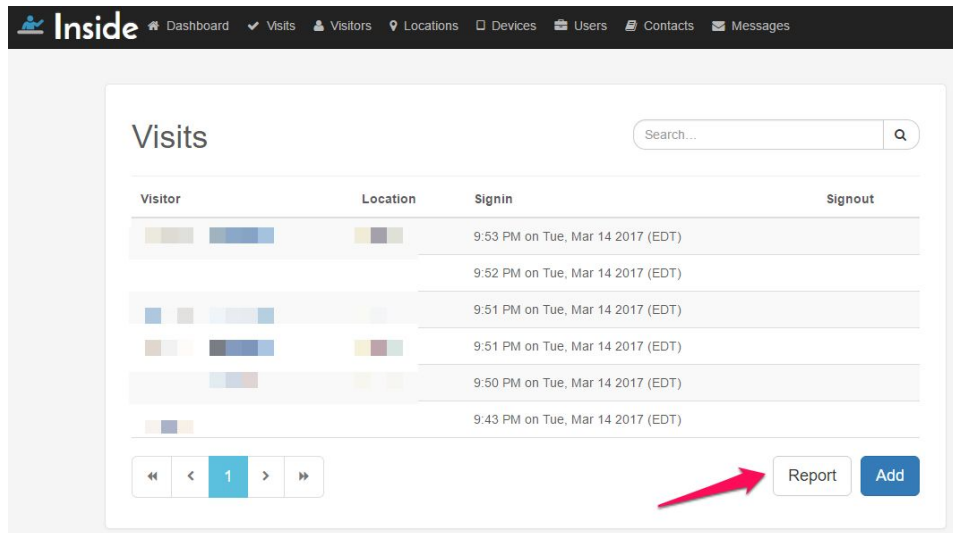 Inside Dashboard Visits Visitors Locations Devices Users Contacts Messages
Visits
Search...
Visitor Location Signin Signout
9:53 PM on Tue, Mar 14 2017 (EDT)
9:52 PM on Tue, Mar 14 2017 (EDT)
9:51 PM on Tue, Mar 14 2017 (EDT)
9:51 PM on Tue, Mar 14 2017 (EDT)
9:50 PM on Tue, Mar 14 2017 (EDT)
9:43 PM on Tue, Mar 14 2017 (EDT)
1
Report Add